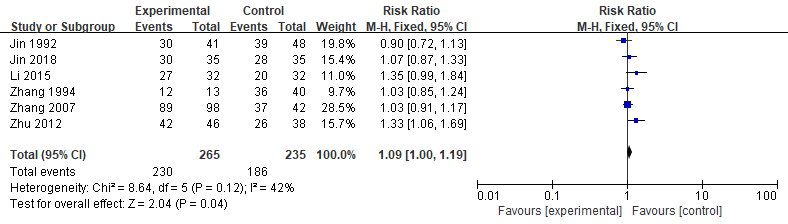 Experimental Control Risk Ratio Risk Ratio
Study or Subgroup Events Total Events Total Weight M-H, Fixed, 95% CI M-H, Fixed, 95% CI
Jin 1992 30 41 39 48 19.8% 0.90 [0.72, 1.13]
Jin 2018 30 35 28 35 15.4% 1.07 [0.87, 1.33]
Li 2015 27 32 20 32 11.0% 1.35 [0.99, 1.84]
Zhang 1994 12 13 36 40 9.7% 1.03 [0.85, 1.24]
Zhang 2007 89 98 37 42 28.5% 1.03 [0.91, 1.17]
Zhu 2012 42 46 26 38 15.7% 1.33 [1.06, 1.69]
Total (95% CI) 265 235 100.0% 1.09 [1.00, 1.19]
Total events 230 186
Heterogeneity: Chi² = 8.64, df = 5 (P = 0.12); I² = 42%
Test for overall effect: Z = 2.04 (P = 0.04)
0.01 0.1 1 10 100
Favours [experimental] Favours [control]